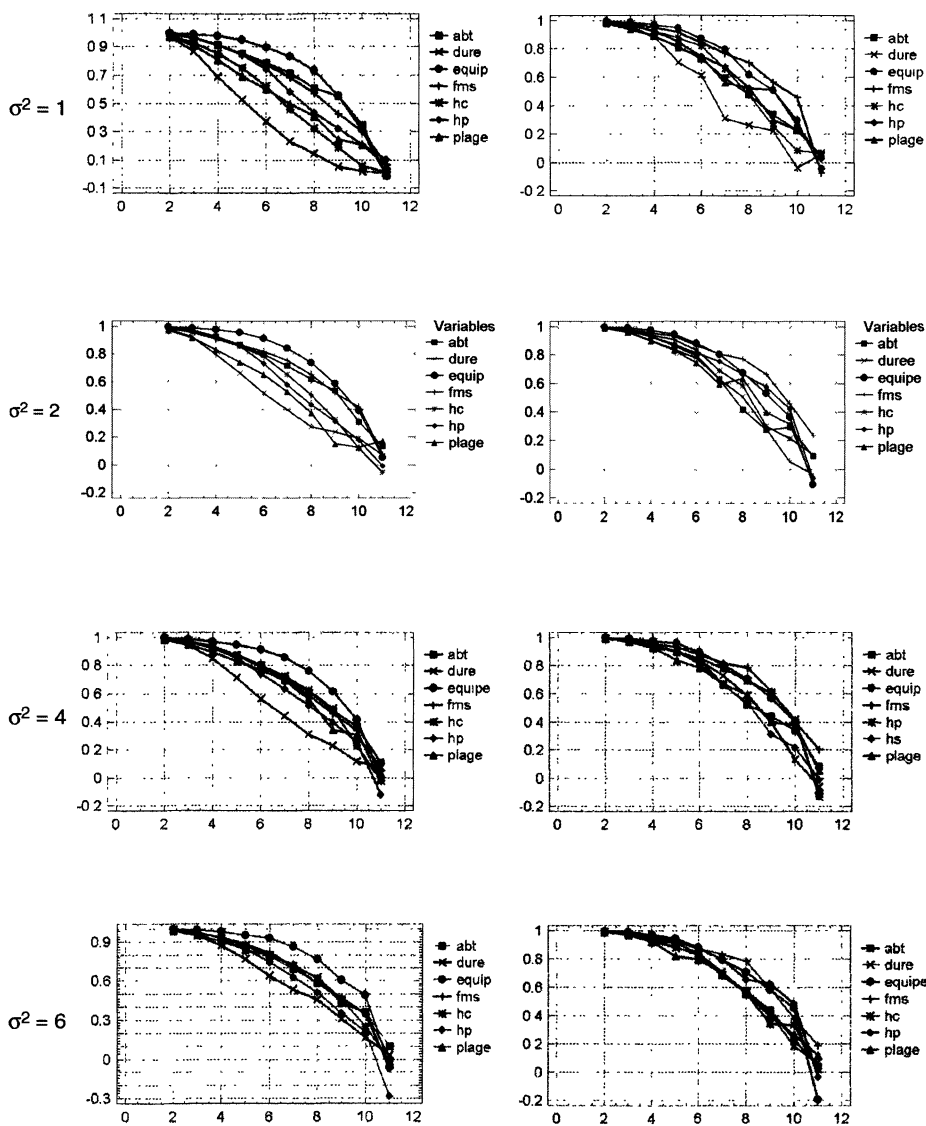 σ² = 1
1.1
0.9
0.7
0.5
0.3
0.1
-0.1
0 2 4 6 8 10 12
abt
dure
equip
fms
hc
hp
plage
1
0.8
0.6
0.4
0.2
0
-0 2
0 2 4 6 8 10 12
abt
dure
equip
fms
hc
hp
plage
σ² = 2
1
0.8
0.6
0.4
0.2
0
-0.2
0 2 4 6 8 10 12
Variables
abt
dure
equip
fms
hc
hp
plage
1
0.8
0.6
0.4
0.2
0
-0.2
0 2 4 6 8 10 12
Variables
abt
duree
equipe
fms
hc
hp
plage
σ² = 4
1
0.8
0.6
0.4
0.2
0
-0 2
0 2 4 6 8 10 12
abt
dure
equipe
fms
hc
hp
plage
1
0.8
0.6
0.4
0.2
0
-0 2
0 2 4 6 8 10 12
abt
dure
equip
fms
hp
hs
plage
σ² = 6
0.9
0.6
0.3
0
-0.3
0 2 4 6 8 10 12
abt
dure
equip
fms
hc
hp
plage
1
0.8
0.6
0.4
0.2
0
-0.2
0 2 4 6 8 10 12
abt
dure
equipe
fms
hc
hp
plage